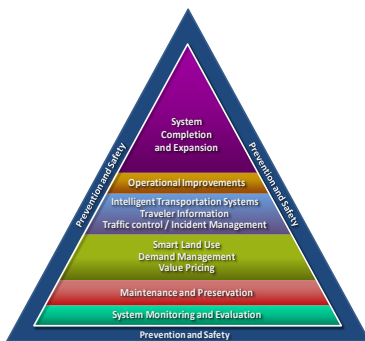 System
Completion
and Expansion
Prevention and Safety
Prevention and Safety
Operational Improvements
Intelligent Transportation Systems
Traveler Information
Traffic control / Incident Management
Smart Land Use
Demand Management
Value Pricing
Maintenance and Preservation
System Monitoring and Evaluation
Prevention and Safety